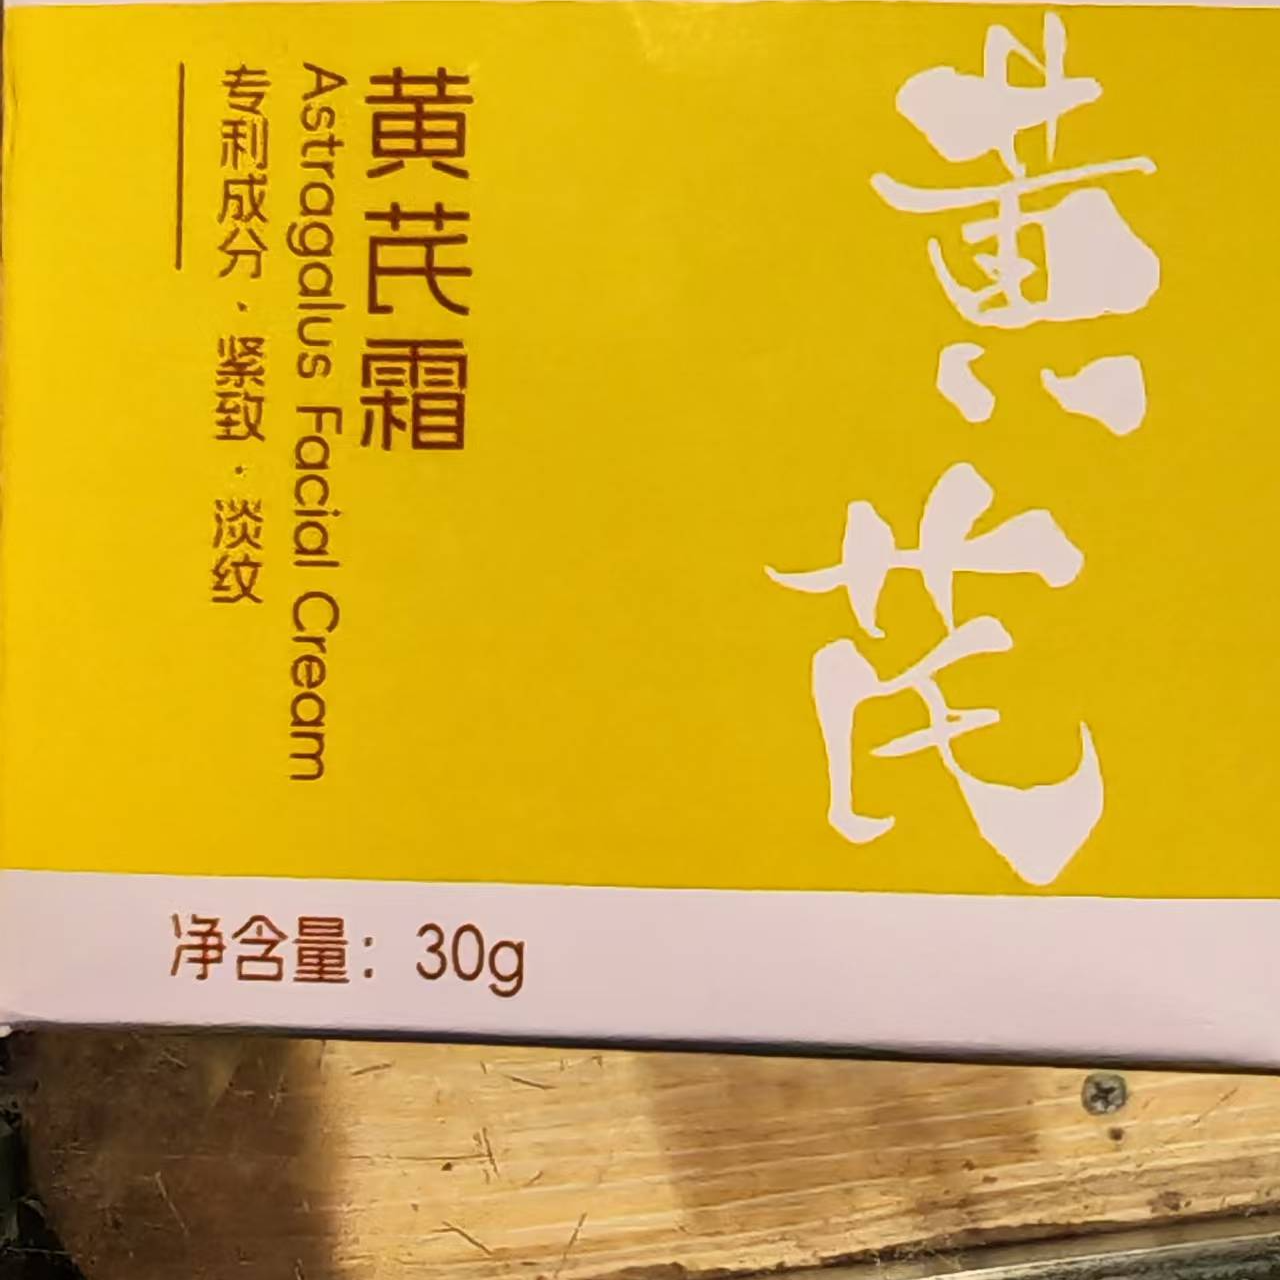 黄芪
黄芪霜
Astragalus Facial Cream
专利成分·紧致·淡纹
净含量：30g